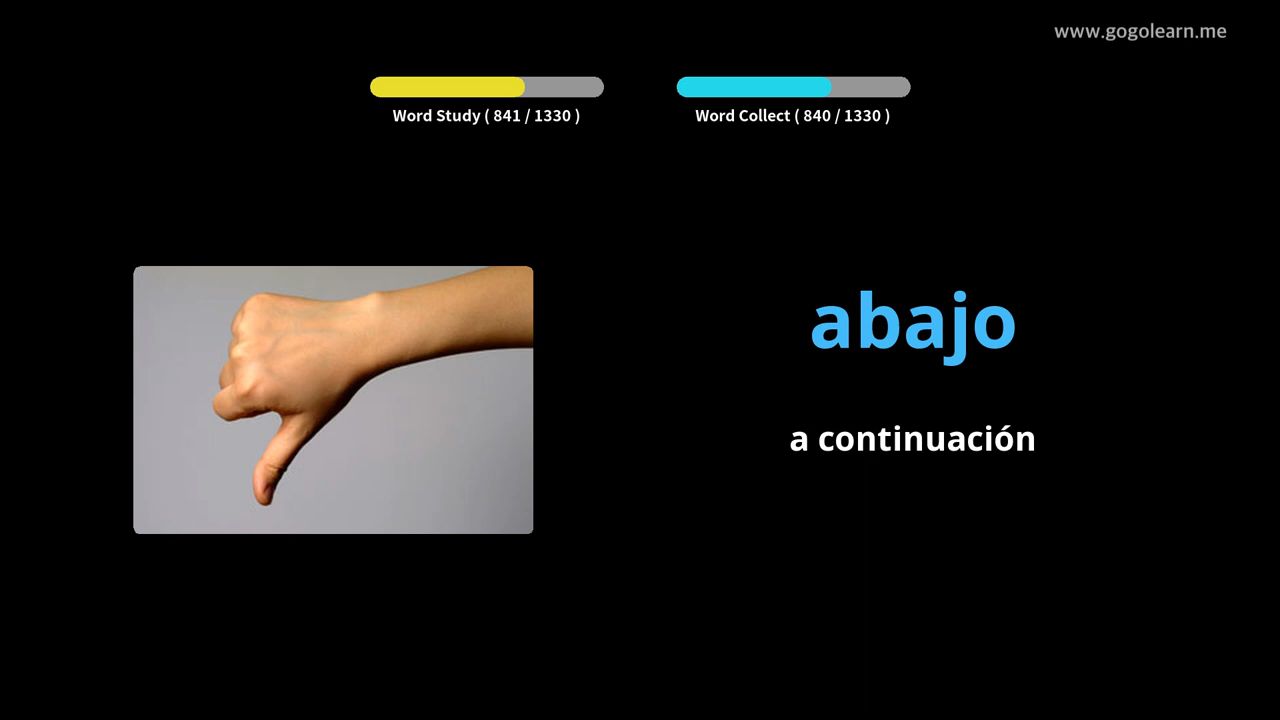 www.gogolearn.me
Word Study ( 841 / 1330 )
Word Collect ( 840 / 1330 )
abajo
a continuación